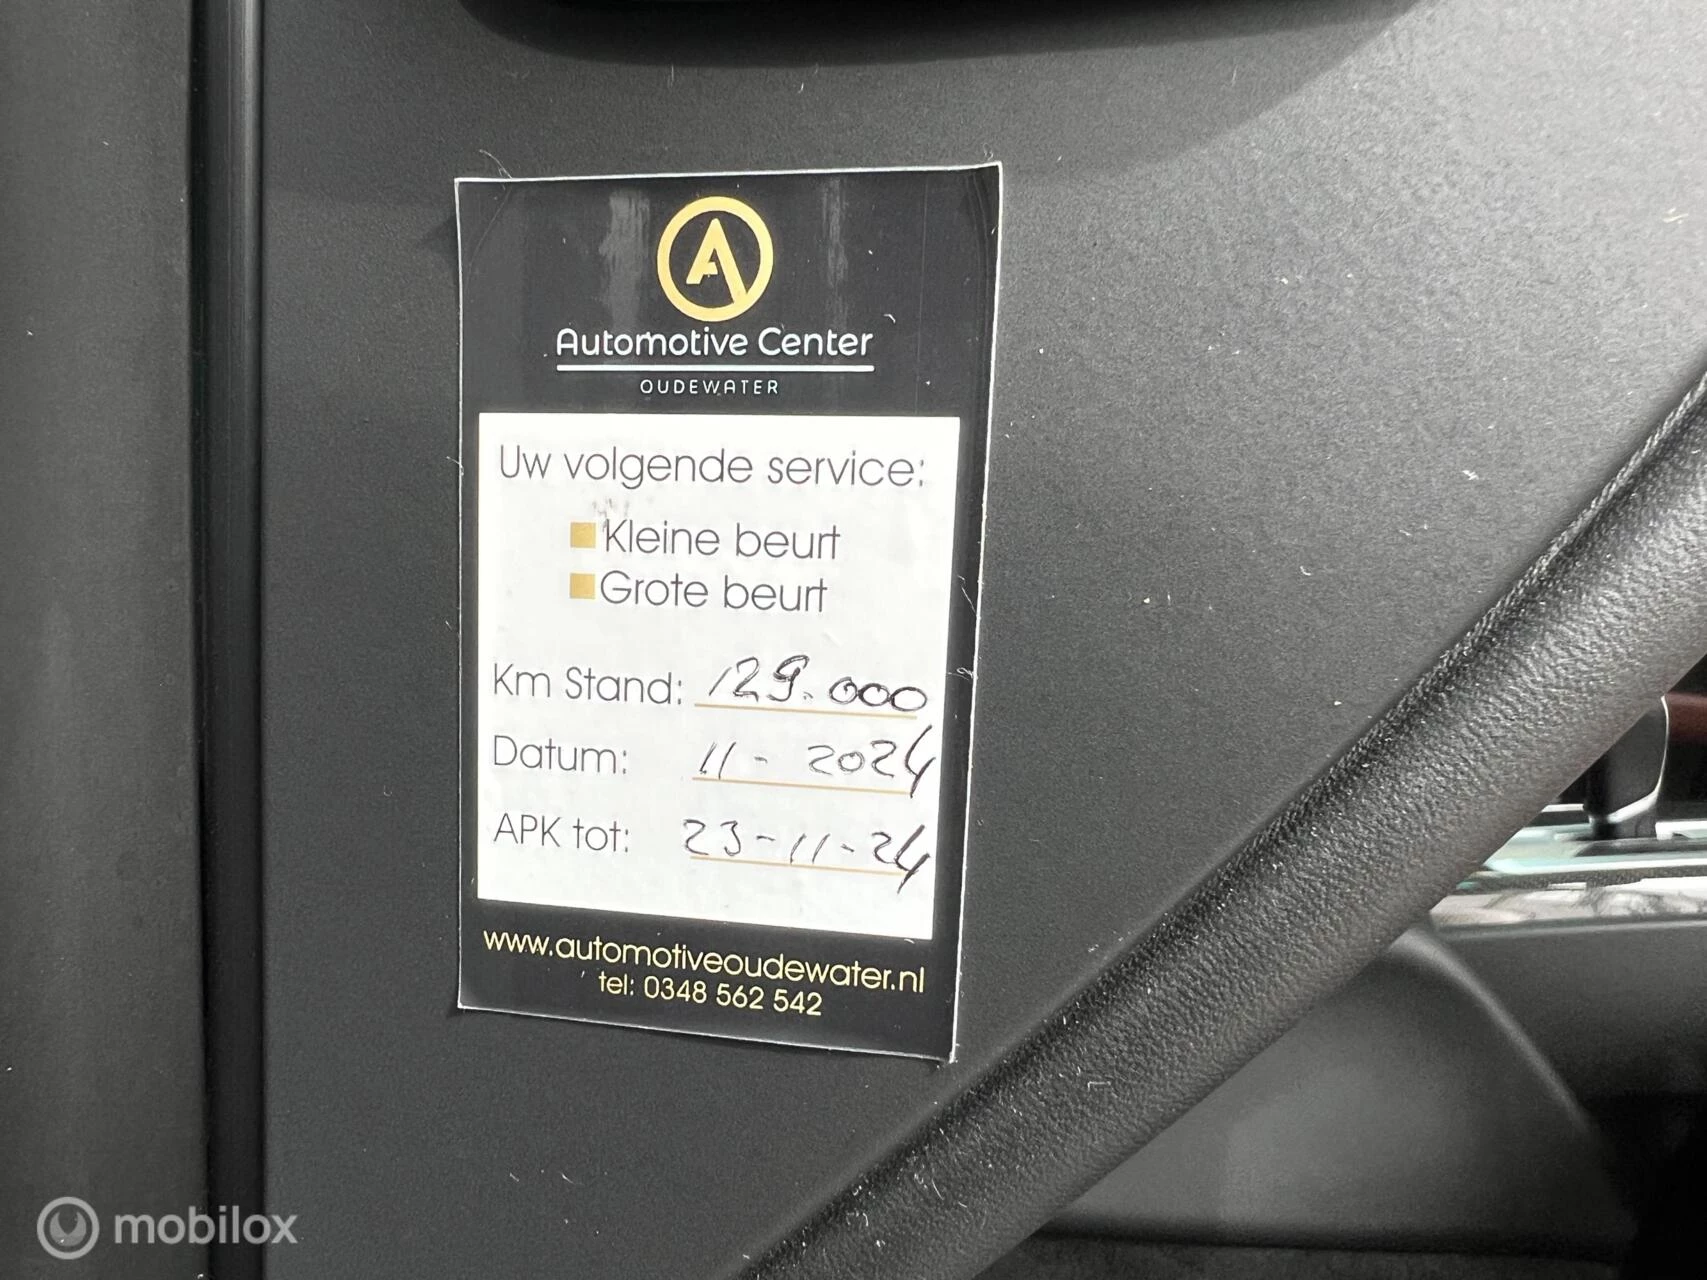 Automotive Center
OUDEWATER
Uw volgende service:
Kleine beurt
Grote beurt
Km Stand: 129.000
Datum: 11 - 2024
APK tot: 23-11-24
www.automotiveoudewater.nl
tel: 0348 562 542
mobilox